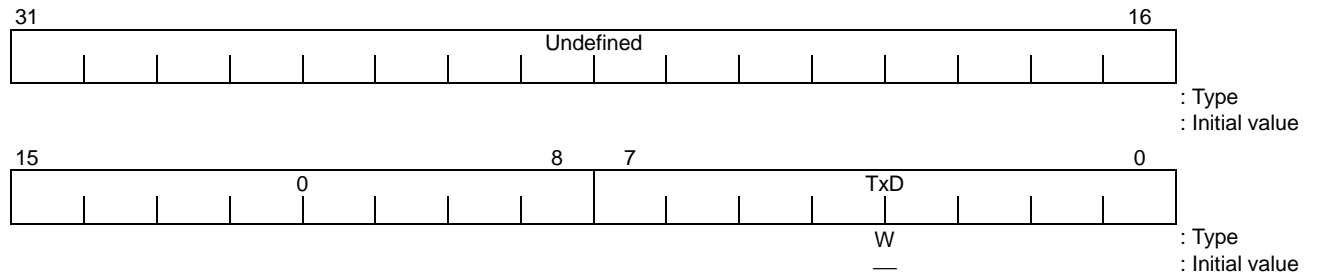 31 16
Undefined
: Type
: Initial value
15 8 7 0
0 TxD
W : Type
— : Initial value